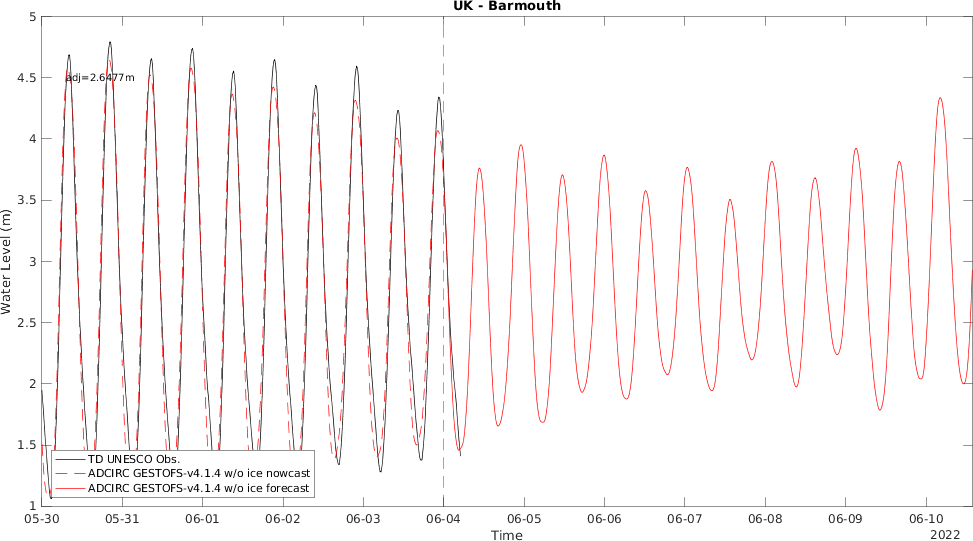 UK - Barmouth
5
4.5
4
3.5
3
2.5
2
1.5
1
Water Level (m)
adj=2.6477m
TD UNESCO Obs.
ADCIRC GESTOFS-v4.1.4 w/o ice nowcast
ADCIRC GESTOFS-v4.1.4 w/o ice forecast
05-30 05-31 06-01 06-02 06-03 06-04 06-05 06-06 06-07 06-08 06-09 06-10
Time
2022